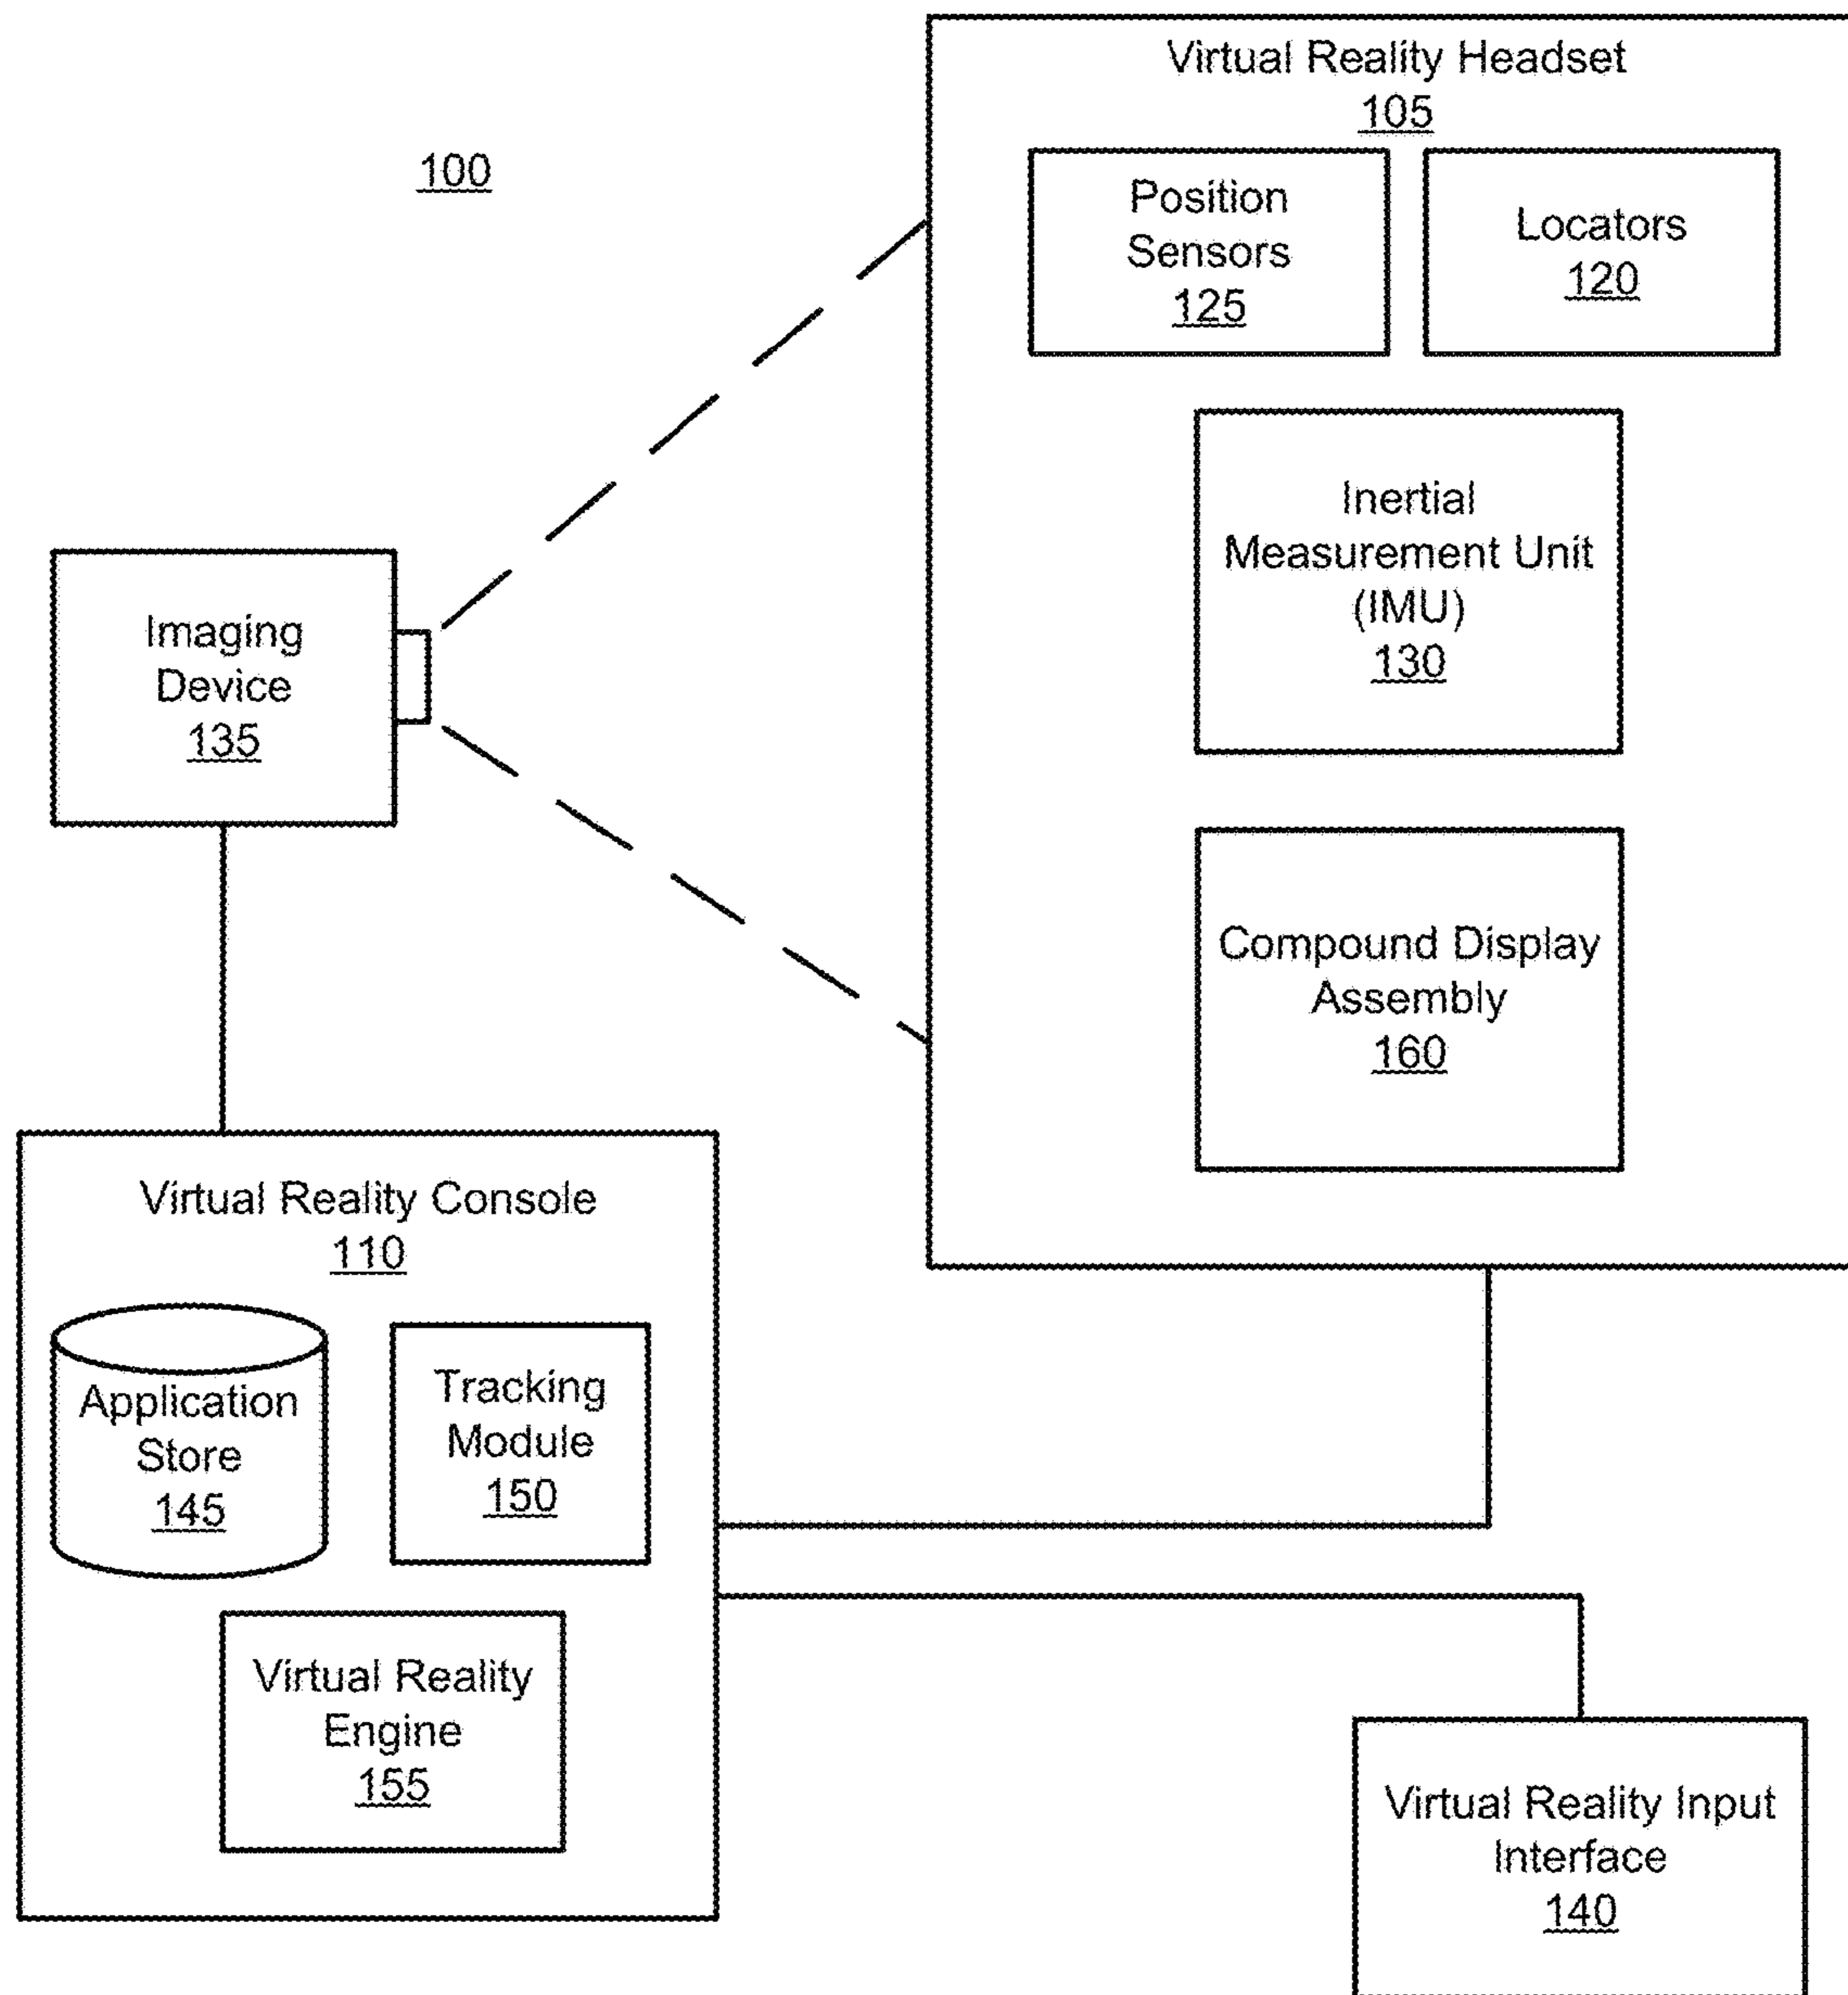 100
Virtual Reality Headset
105
Position
Sensors
125
Locators
120
Inertial
Measurement Unit
(IMU)
130
Compound Display
Assembly
160
Imaging
Device
135
Virtual Reality Console
110
Application
Store
145
Tracking
Module
150
Virtual Reality
Engine
155
Virtual Reality Input
Interface
140